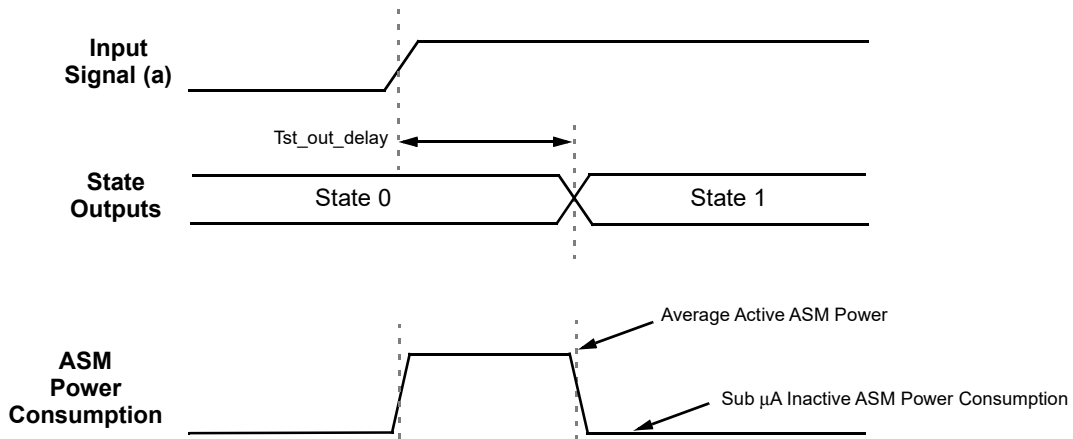 Input
Signal (a)
Tst_out_delay
State
Outputs
State 0
State 1
Average Active ASM Power
ASM
Power
Consumption
Sub μA Inactive ASM Power Consumption